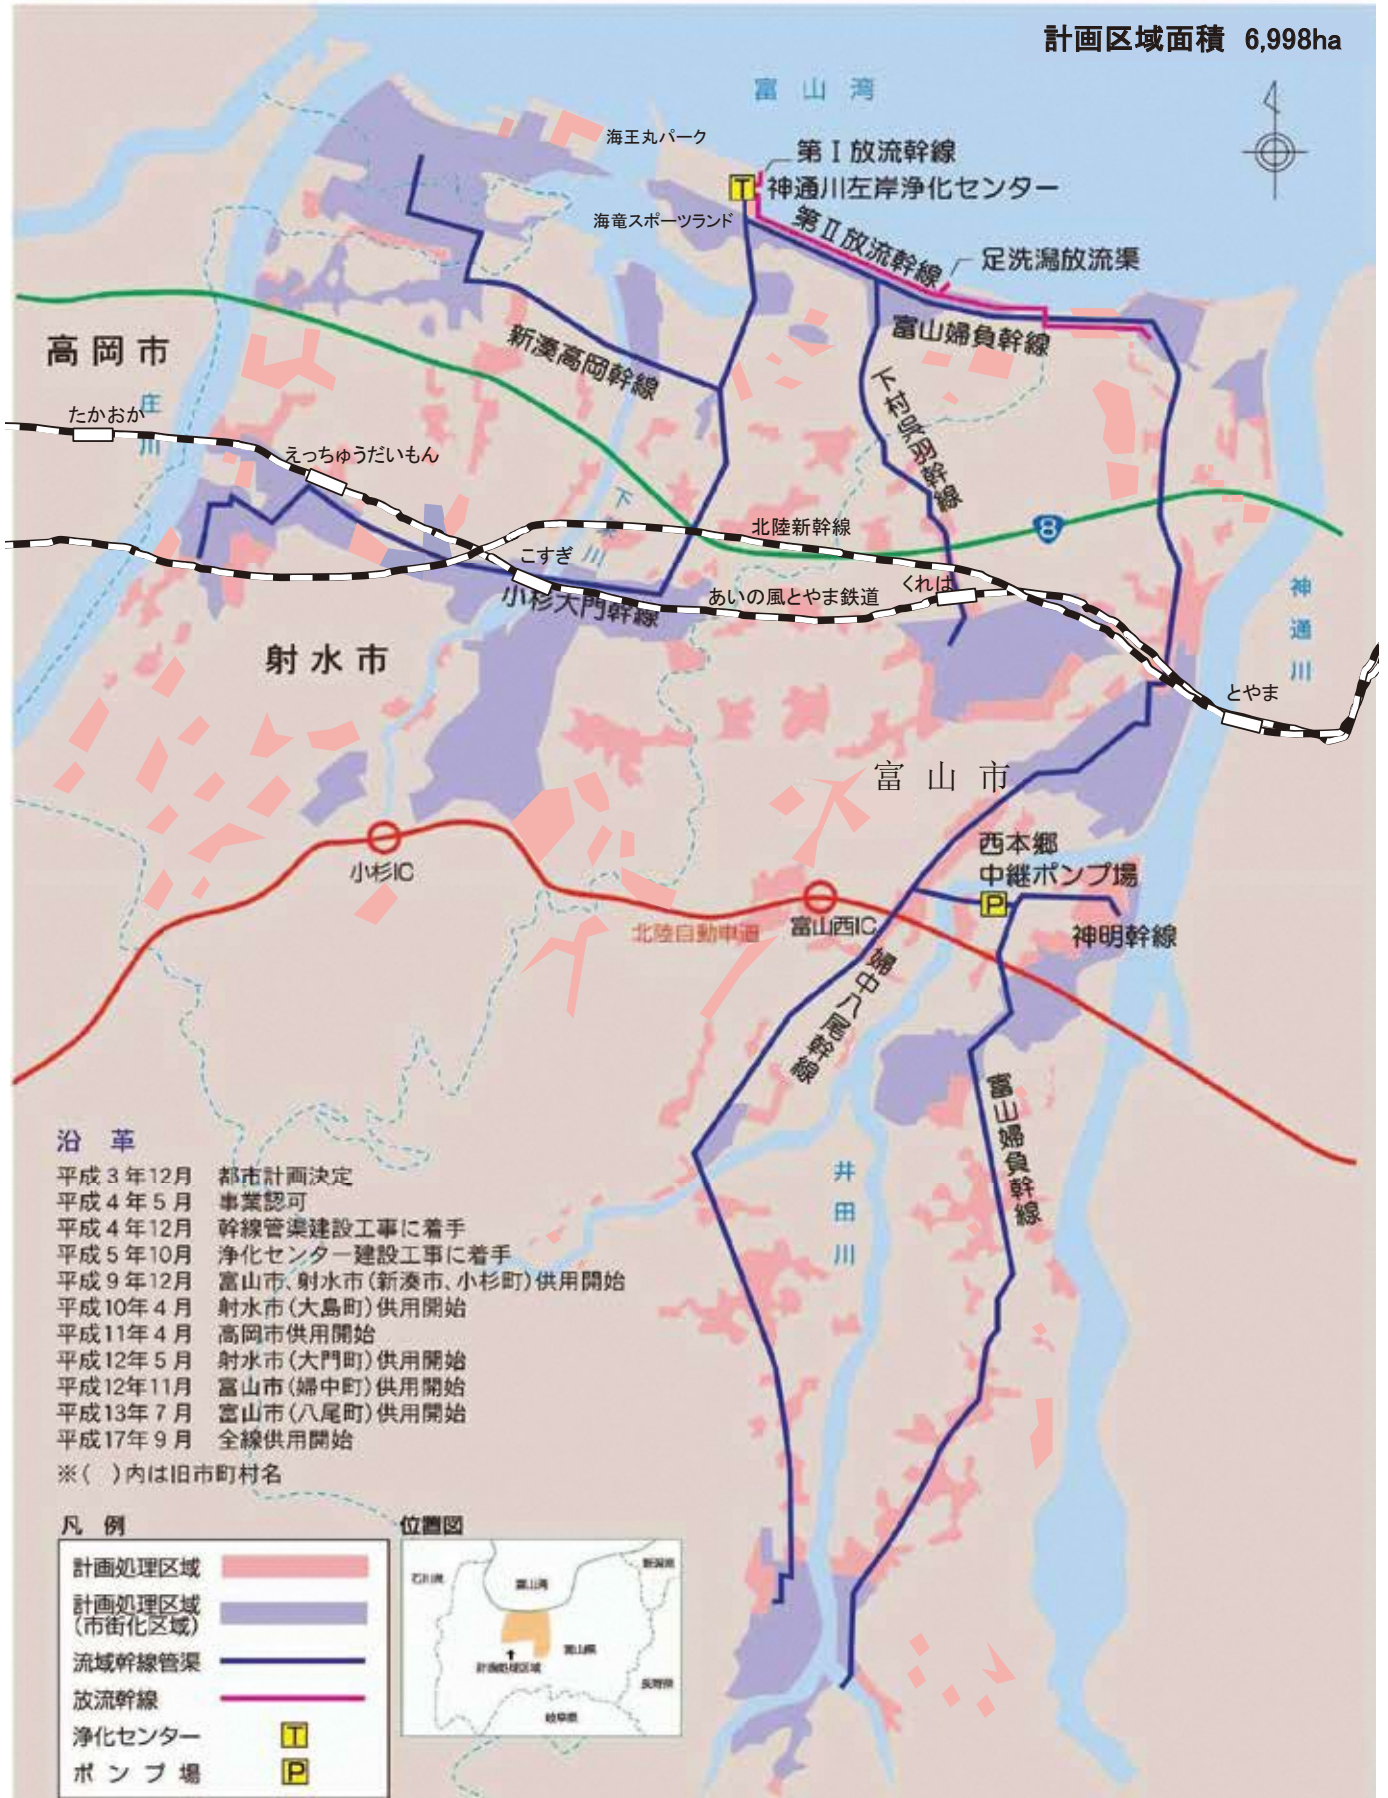 計画区域面積 6,998ha
富山湾
海王丸パーク
第Ⅰ放流幹線
T
神通川左岸浄化センター
海竜スポーツランド
第Ⅱ放流幹線
足洗潟放流渠
富山婦負幹線
新湊高岡幹線
高岡市
下村呉羽幹線
庄川
たかおか
えっちゅうだいもん
下条川
8
北陸新幹線
こすぎ
小杉大門幹線
あいの風とやま鉄道
くれは
神通川
射水市
とやま
富山市
西本郷
中継ポンプ場
P
小杉IC
北陸自動車道
富山西IC
神明幹線
婦中八尾幹線
富山婦負幹線
井田川
沿革
平成3年12月 都市計画決定
平成4年5月 事業認可
平成4年12月 幹線管渠建設工事に着手
平成5年10月 浄化センター建設工事に着手
平成9年12月 富山市、射水市(新湊市、小杉町)供用開始
平成10年4月 射水市(大島町)供用開始
平成11年4月 高岡市供用開始
平成12年5月 射水市(大門町)供用開始
平成12年11月 富山市(婦中町)供用開始
平成13年7月 富山市(八尾町)供用開始
平成17年9月 全線供用開始
※( )内は旧市町村名
凡例
計画処理区域
計画処理区域
(市街化区域)
流域幹線管渠
放流幹線
浄化センター T
ポンプ場 P
位置図
石川県
富山湾
新潟県
富山県
計画処理区域
長野県
岐阜県